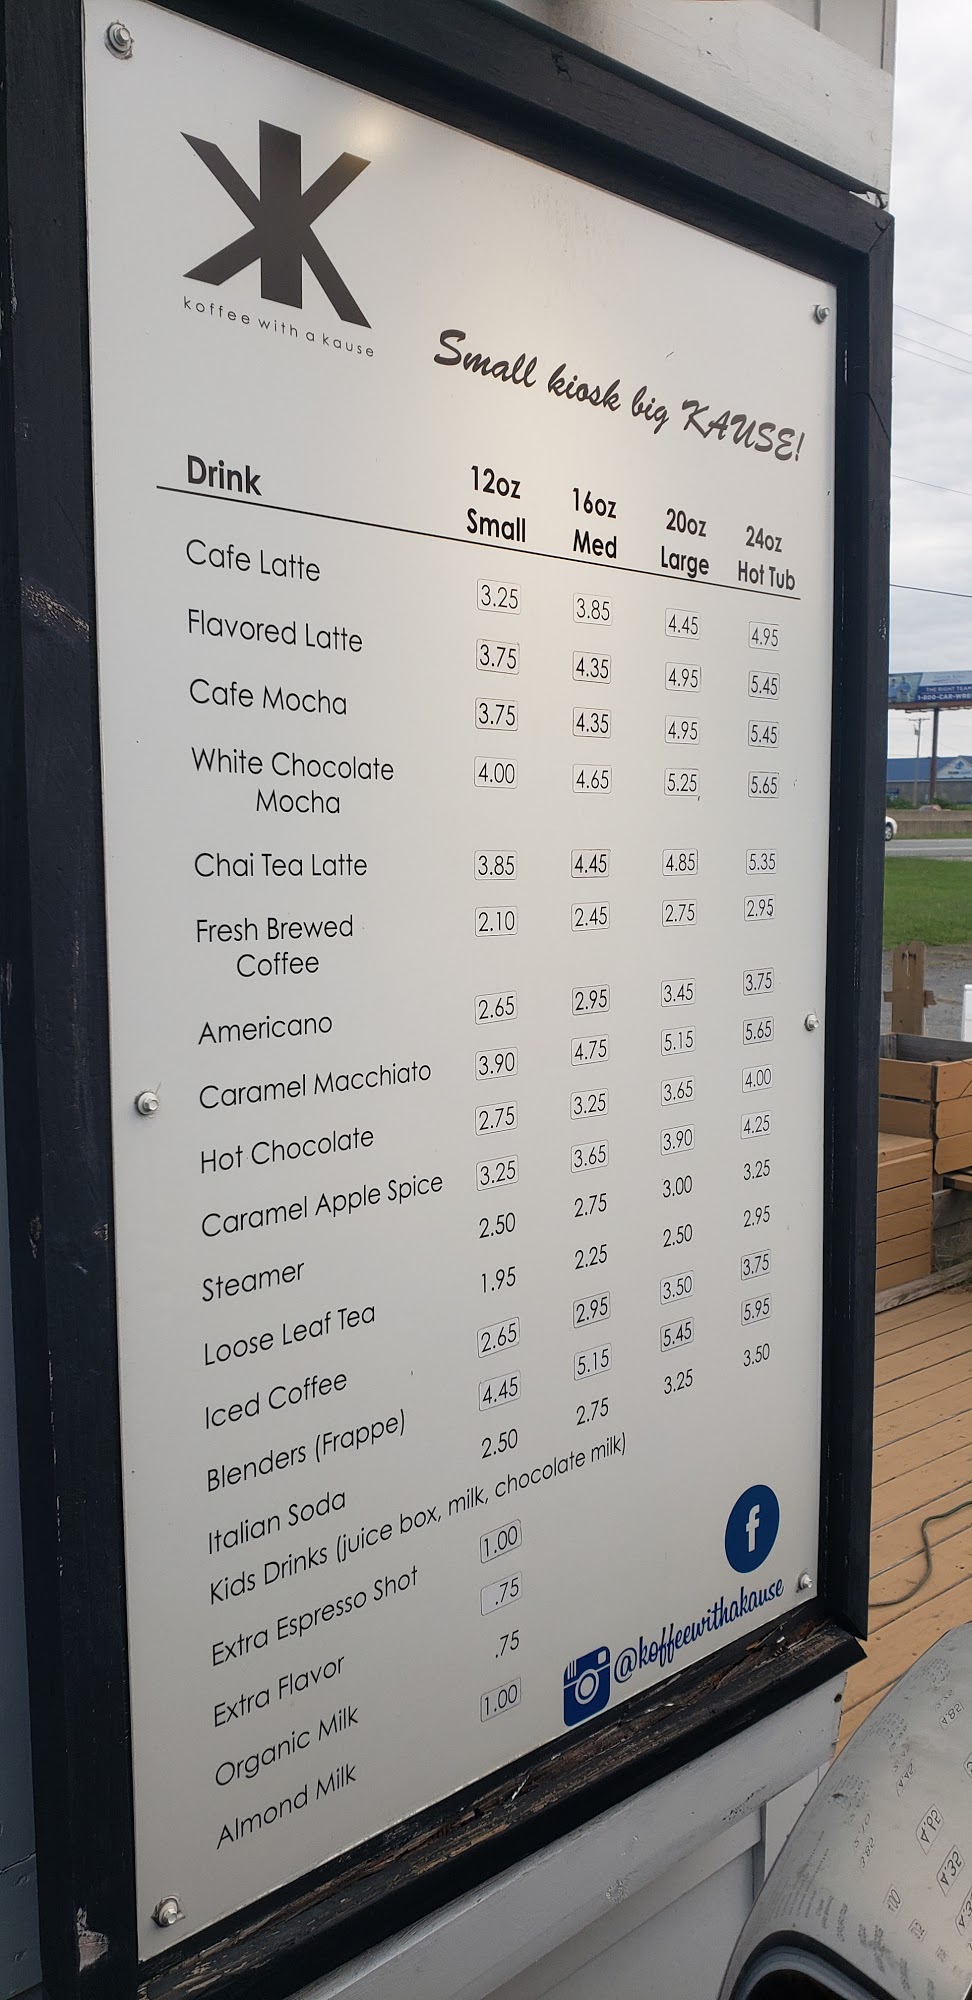 koffee with a kause
Small kiosk big KAUSE!
Drink 12oz Small 16oz Med 20oz Large 24oz Hot Tub
Cafe Latte 3.25 3.85 4.45 4.95
Flavored Latte 3.75 4.35 4.95 5.45
Cafe Mocha 3.75 4.35 4.95 5.45
White Chocolate 4.00 4.65 5.25 5.65
Mocha
Chai Tea Latte 3.85 4.45 4.85 5.35
Fresh Brewed 2.10 2.45 2.75 2.95
Coffee
Americano 2.65 2.95 3.45 3.75
Caramel Macchiato 3.90 4.75 5.15 5.65
Hot Chocolate 2.75 3.25 3.65 4.00
Caramel Apple Spice 3.25 3.65 3.90 4.25
Steamer 2.50 2.75 3.00 3.25
Loose Leaf Tea 1.95 2.25 2.50 2.95
Iced Coffee 2.65 2.95 3.50 3.75
Blenders (Frappe) 4.45 5.15 5.45 5.95
Italian Soda 2.50 2.75 3.25 3.50
Kids Drinks (juice box, milk, chocolate milk)
Extra Espresso Shot 1.00
Extra Flavor .75
Organic Milk .75
Almond Milk 1.00
f
@koffeewithakause
THE RIGHT TEAM
1-800-CAR-WRE